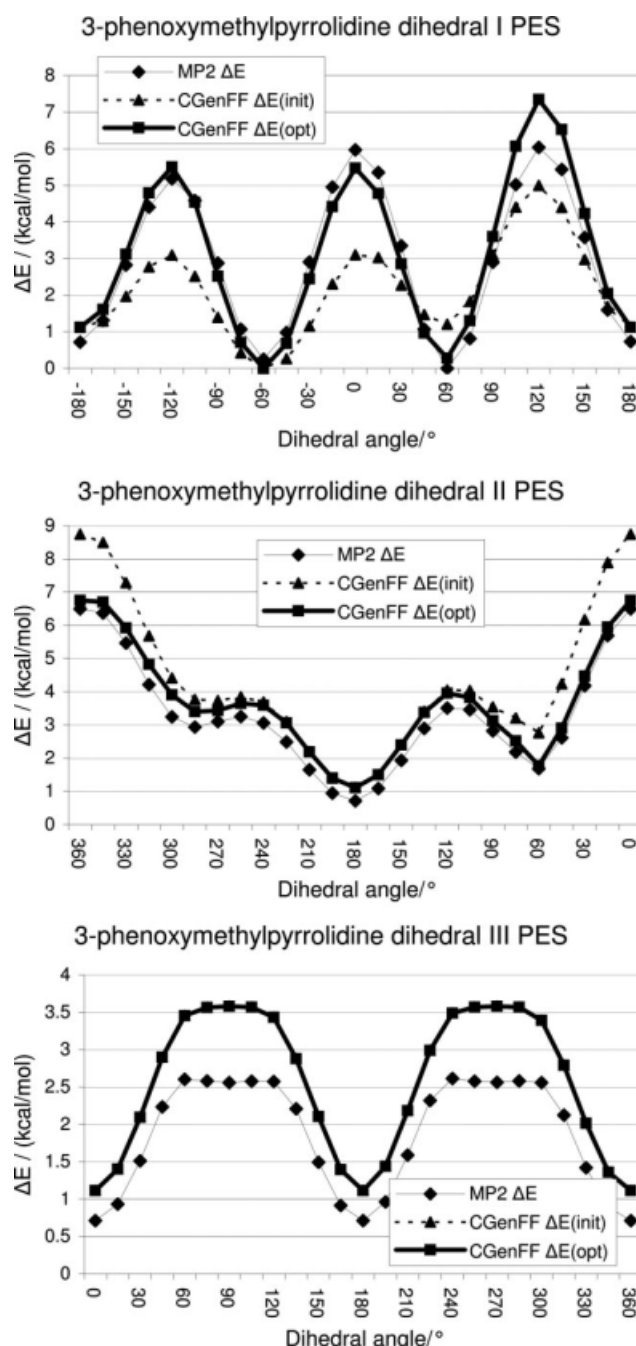 3-phenoxymethylpyrrolidine dihedral I PES
MP2 ΔE
CGenFF ΔE(init)
CGenFF ΔE(opt)
8
7
6
5
4
3
2
1
0
ΔE / (kcal/mol)
-180 -150 -120 -90 -60 -30 0 30 60 90 120 150 180
Dihedral angle/°
3-phenoxymethylpyrrolidine dihedral II PES
MP2 ΔE
CGenFF ΔE(init)
CGenFF ΔE(opt)
9
8
7
6
5
4
3
2
1
0
ΔE / (kcal/mol)
360 330 300 270 240 210 180 150 120 90 60 30 0
Dihedral angle/°
3-phenoxymethylpyrrolidine dihedral III PES
4
3.5
3
2.5
2
1.5
1
0.5
0
ΔE / (kcal/mol)
MP2 ΔE
CGenFF ΔE(init)
CGenFF ΔE(opt)
0 30 60 90 120 150 180 210 240 270 300 330 360
Dihedral angle/°